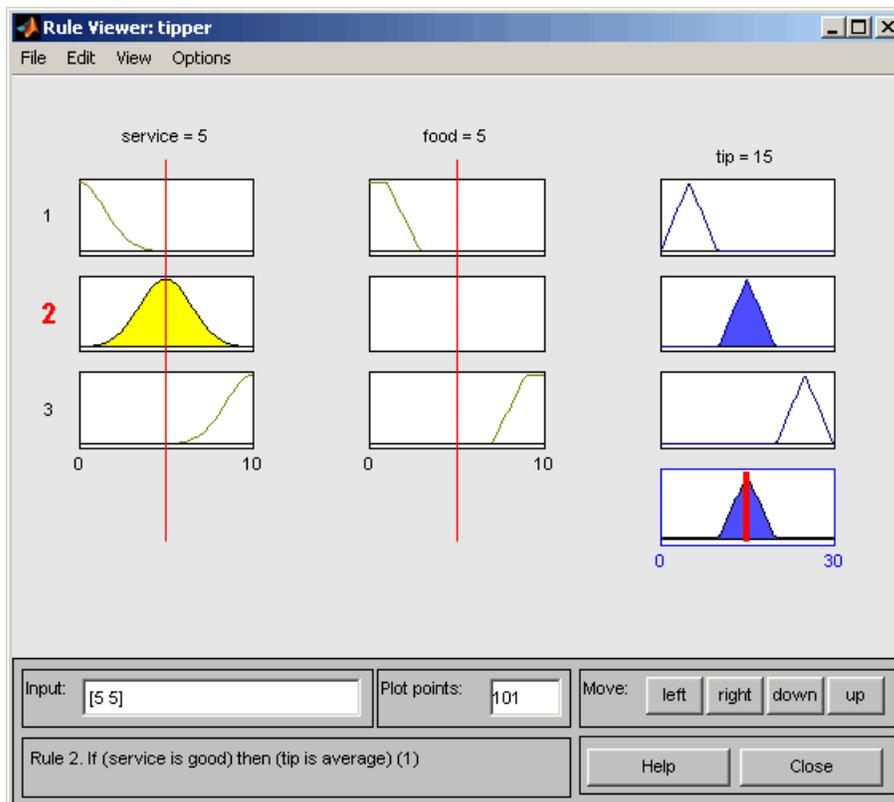 Rule Viewer: tipper
File Edit View Options
service = 5
food = 5
tip = 15
1
2
3
0 10
0 10
0 30
Input: [5 5]
Plot points: 101
Move: left right down up
Rule 2. If (service is good) then (tip is average) (1)
Help Close